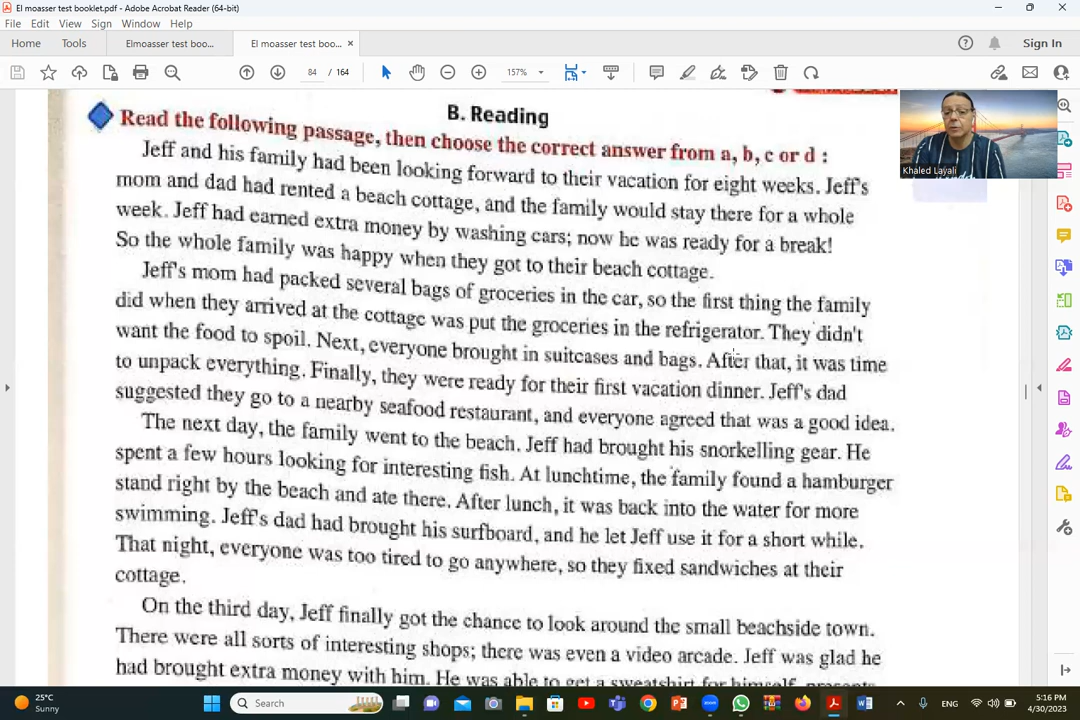 El moasser test booklet.pdf - Adobe Acrobat Reader (64-bit)
File Edit View Sign Window Help
Home Tools Elmoasser test boo... El moasser test boo... × Sign In
84 / 164 157%
B. Reading
Read the following passage, then choose the correct answer from a, b, c or d :
Jeff and his family had been looking forward to their vacation for eight weeks. Jeff's
mom and dad had rented a beach cottage, and the family would stay there for a whole
week. Jeff had earned extra money by washing cars; now he was ready for a break!
So the whole family was happy when they got to their beach cottage.
Jeff's mom had packed several bags of groceries in the car, so the first thing the family
did when they arrived at the cottage was put the groceries in the refrigerator. They didn't
want the food to spoil. Next, everyone brought in suitcases and bags. After that, it was time
to unpack everything. Finally, they were ready for their first vacation dinner. Jeff's dad
suggested they go to a nearby seafood restaurant, and everyone agreed that was a good idea.
The next day, the family went to the beach. Jeff had brought his snorkelling gear. He
spent a few hours looking for interesting fish. At lunchtime, the family found a hamburger
stand right by the beach and ate there. After lunch, it was back into the water for more
swimming. Jeff's dad had brought his surfboard, and he let Jeff use it for a short while.
That night, everyone was too tired to go anywhere, so they fixed sandwiches at their
cottage.
On the third day, Jeff finally got the chance to look around the small beachside town.
There were all sorts of interesting shops; there was even a video arcade. Jeff was glad he
had brought extra money with him. He was able to get a sweatshirt for himself, presents
Khaled Layali
25°C
Sunny
Search
ENG
5:16 PM
4/30/2023